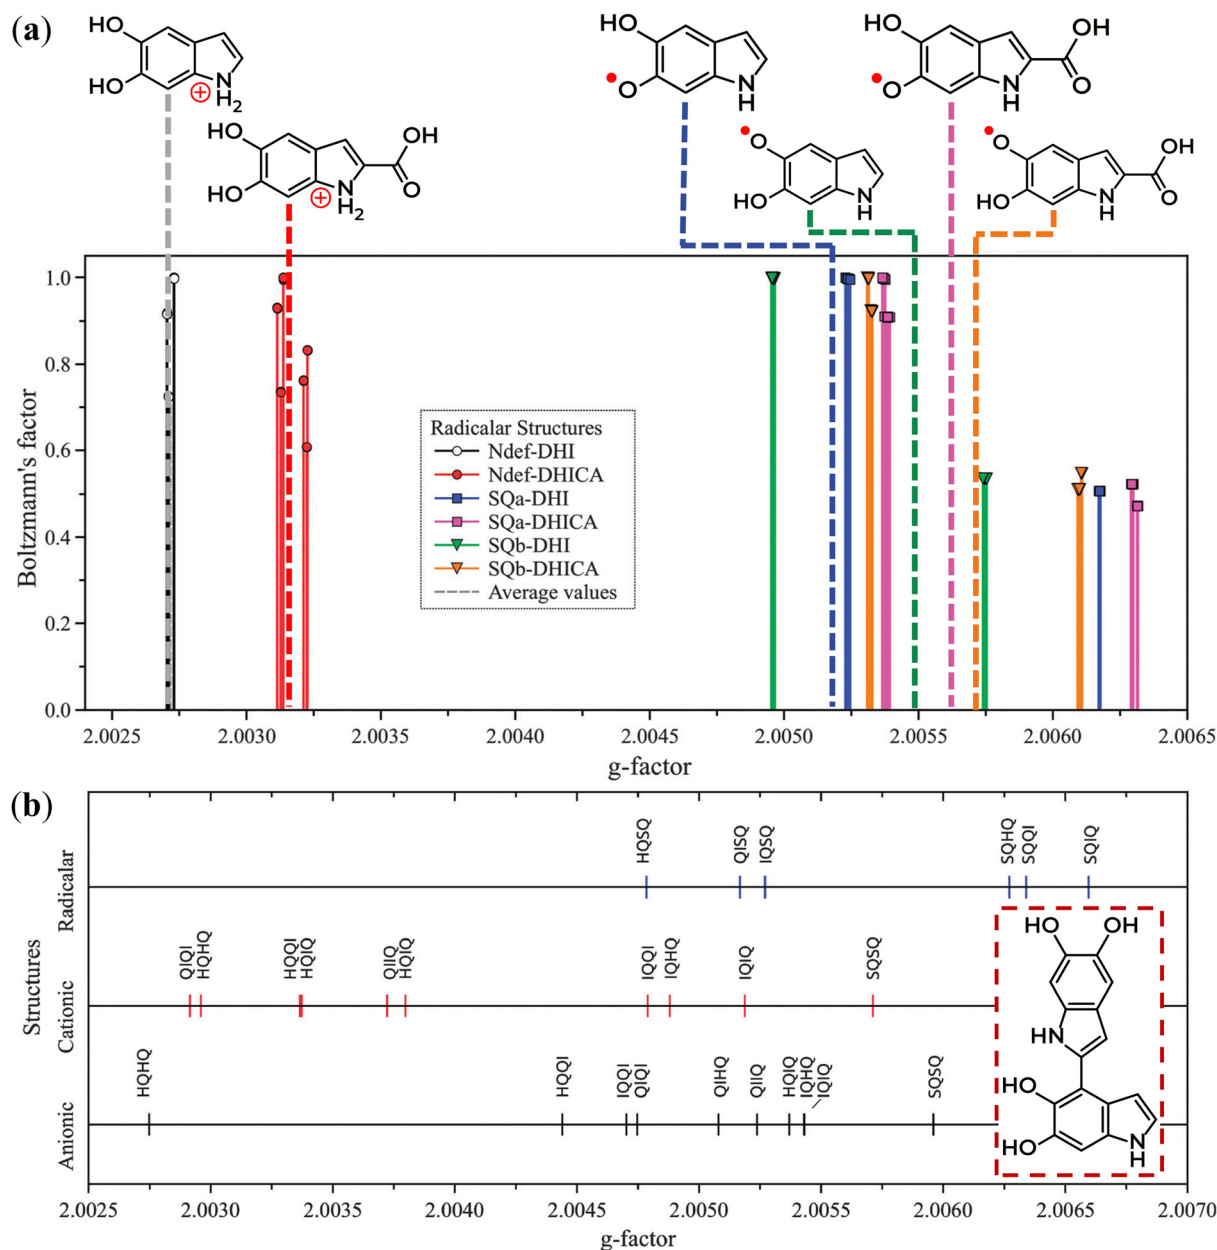 (a)
HO
HO
N
H2
+
HO
HO
N
H2
+
OH
O
HO
O
N
H
O
HO
N
H
HO
O
N
H
OH
O
O
HO
N
H
OH
O
Boltzmann's factor
1.0
0.8
0.6
0.4
0.2
0.0
Radicalar Structures
Ndef-DHI
Ndef-DHICA
SQa-DHI
SQa-DHICA
SQb-DHI
SQb-DHICA
Average values
2.0025 2.0030 2.0035 2.0040 2.0045 2.0050 2.0055 2.0060 2.0065
g-factor
(b)
Structures
Radicalar
HQSQ QISQ IQSQ SQHQ SQQI SQIQ
Cationic
QIQI HQHQ HQQI HQIQ QIIQ HQIQ IQQI IQHQ IQIQ SQSQ
Anionic
HQHQ HQQI IQQI QIQI QIHQ QIIQ HQIQ IQHQ IQIQ SQSQ
HO OH
HN
HO
HO
N
H
2.0025 2.0030 2.0035 2.0040 2.0045 2.0050 2.0055 2.0060 2.0065 2.0070
g-factor